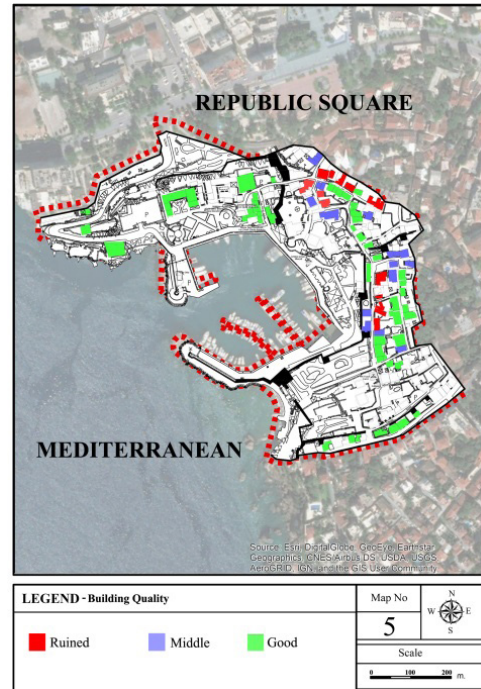 REPUBLIC SQUARE
MEDITERRANEAN
Source: Esri, DigitalGlobe, GeoEye, Earthstar
Geographics, CNES/Airbus DS, USDA, USGS,
AeroGRID, IGN, and the GIS User Community
LEGEND - Building Quality
Ruined
Middle
Good
Map No
5
N
W E
S
Scale
0 100 200 m.